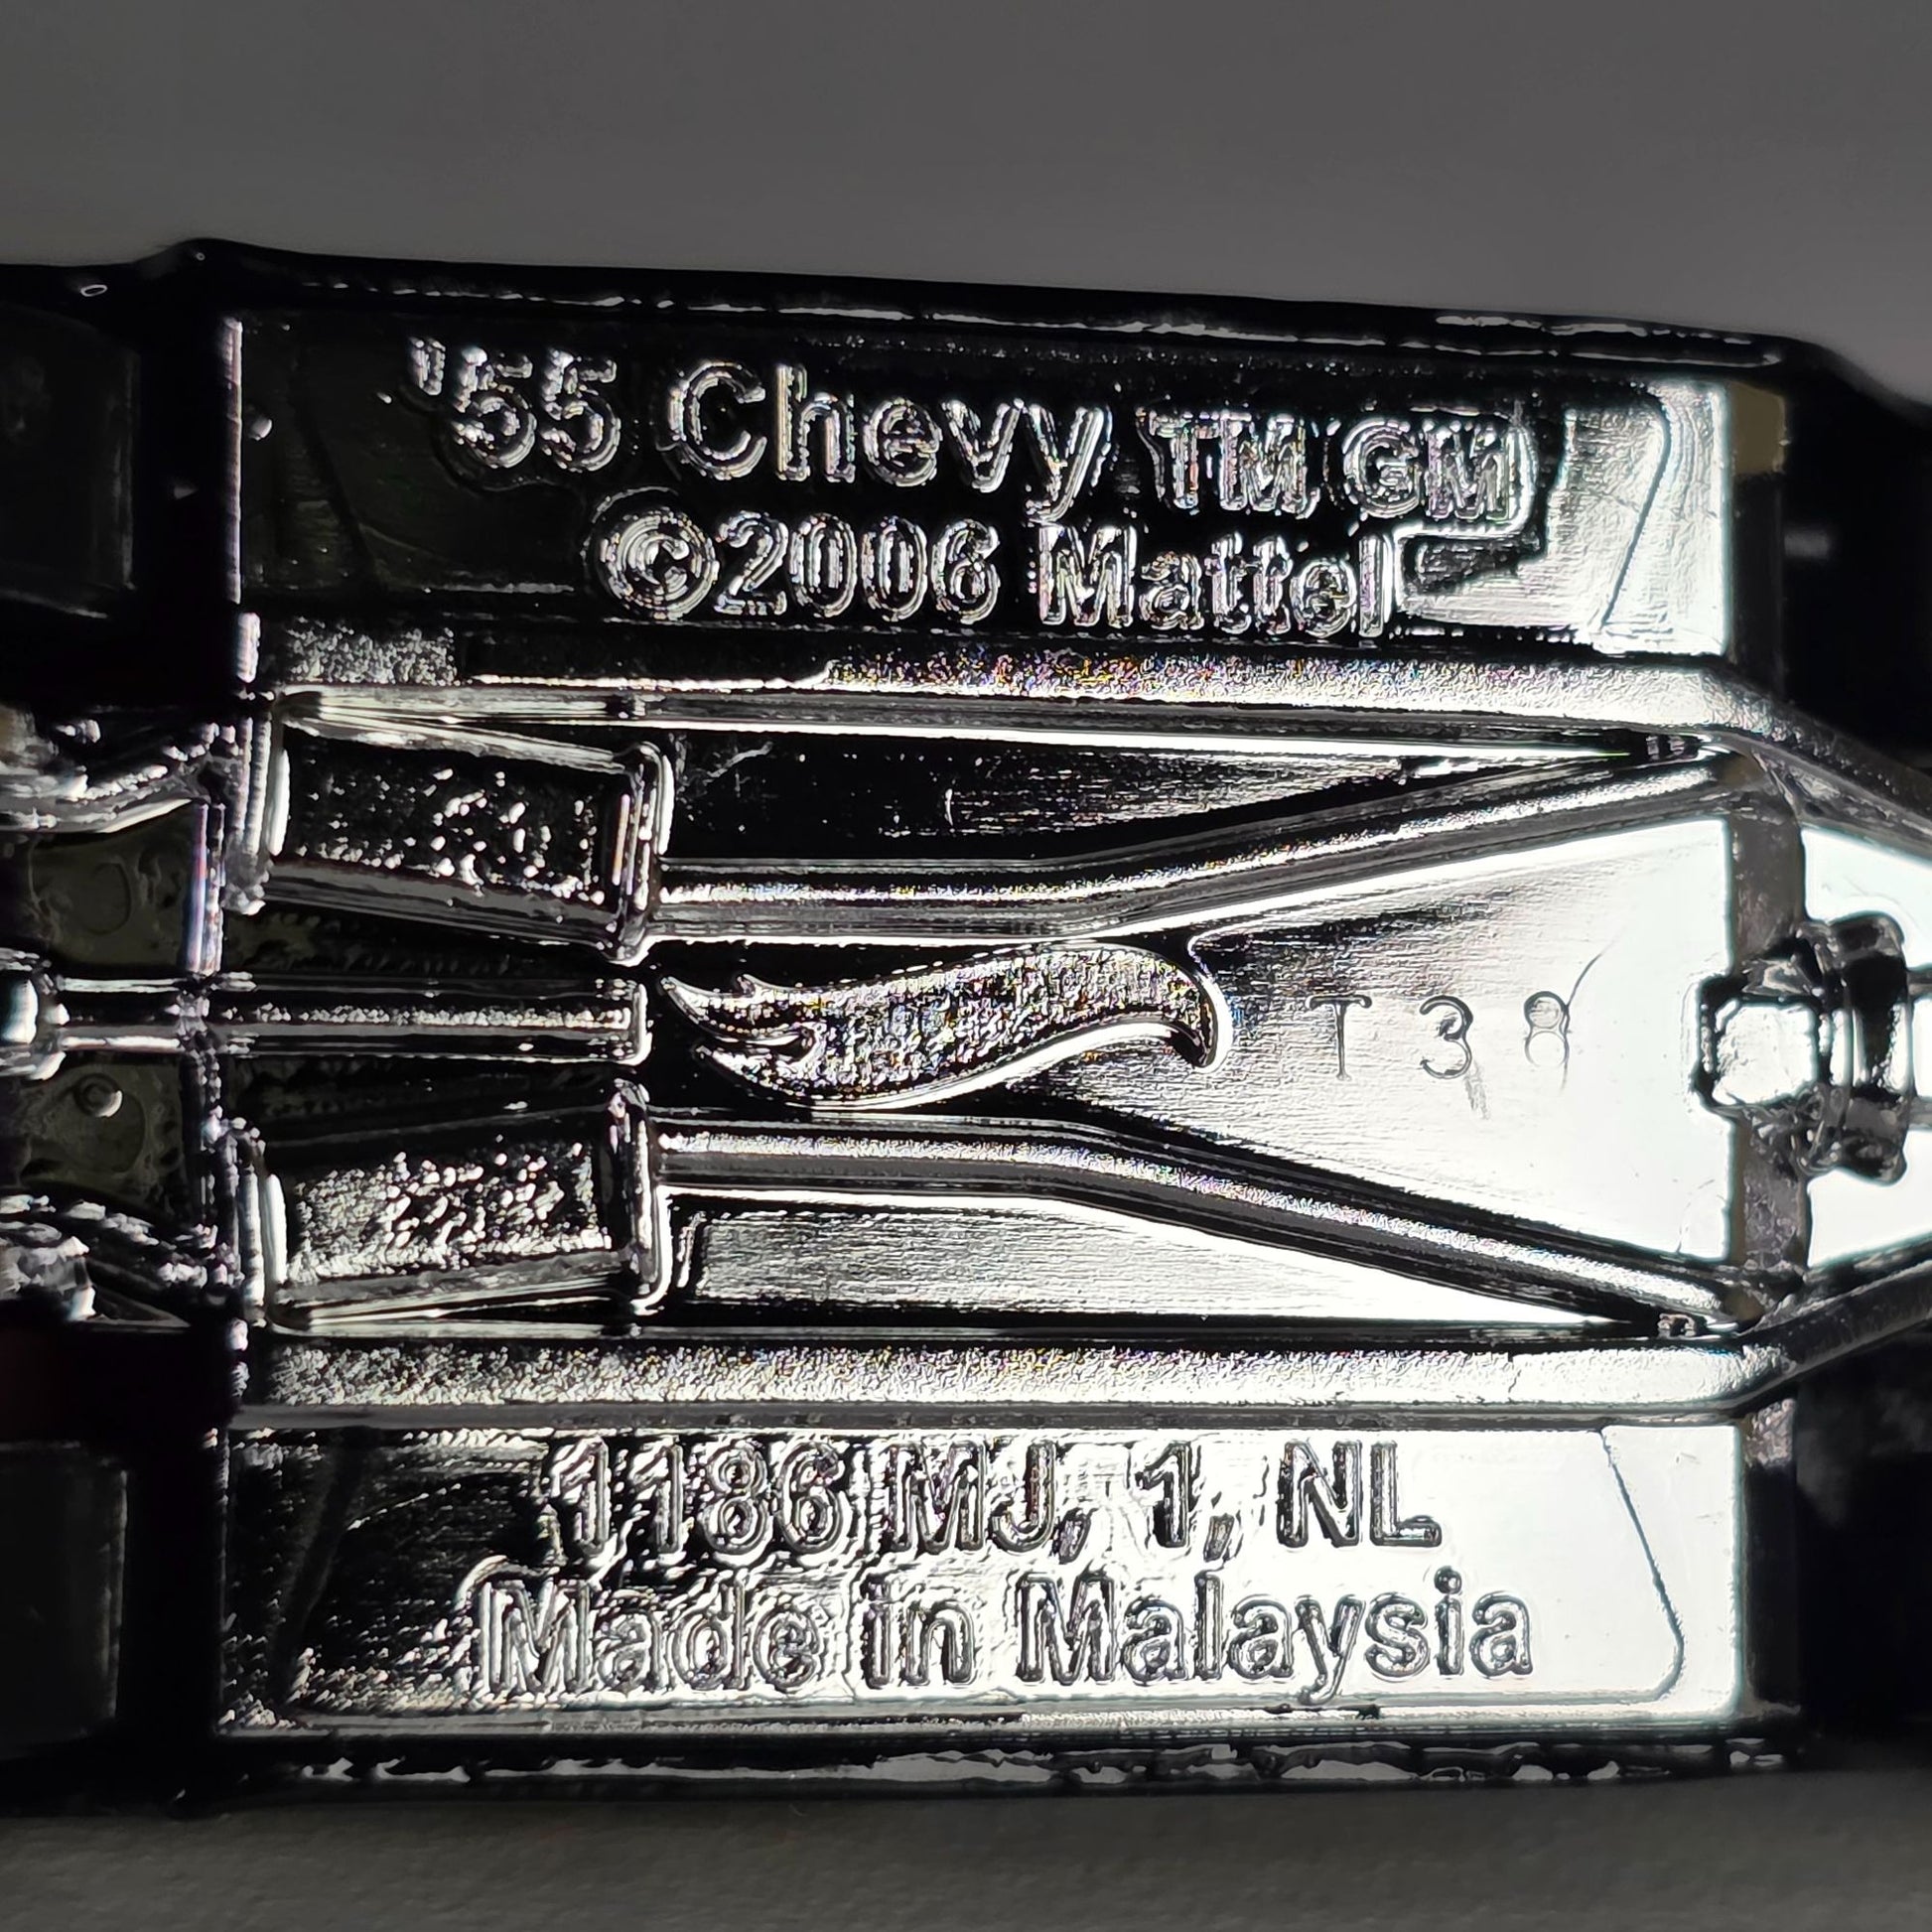 '55 Chevy TM GM
©2006 Mattel
T38
1186 MJ, 1, NL
Made in Malaysia